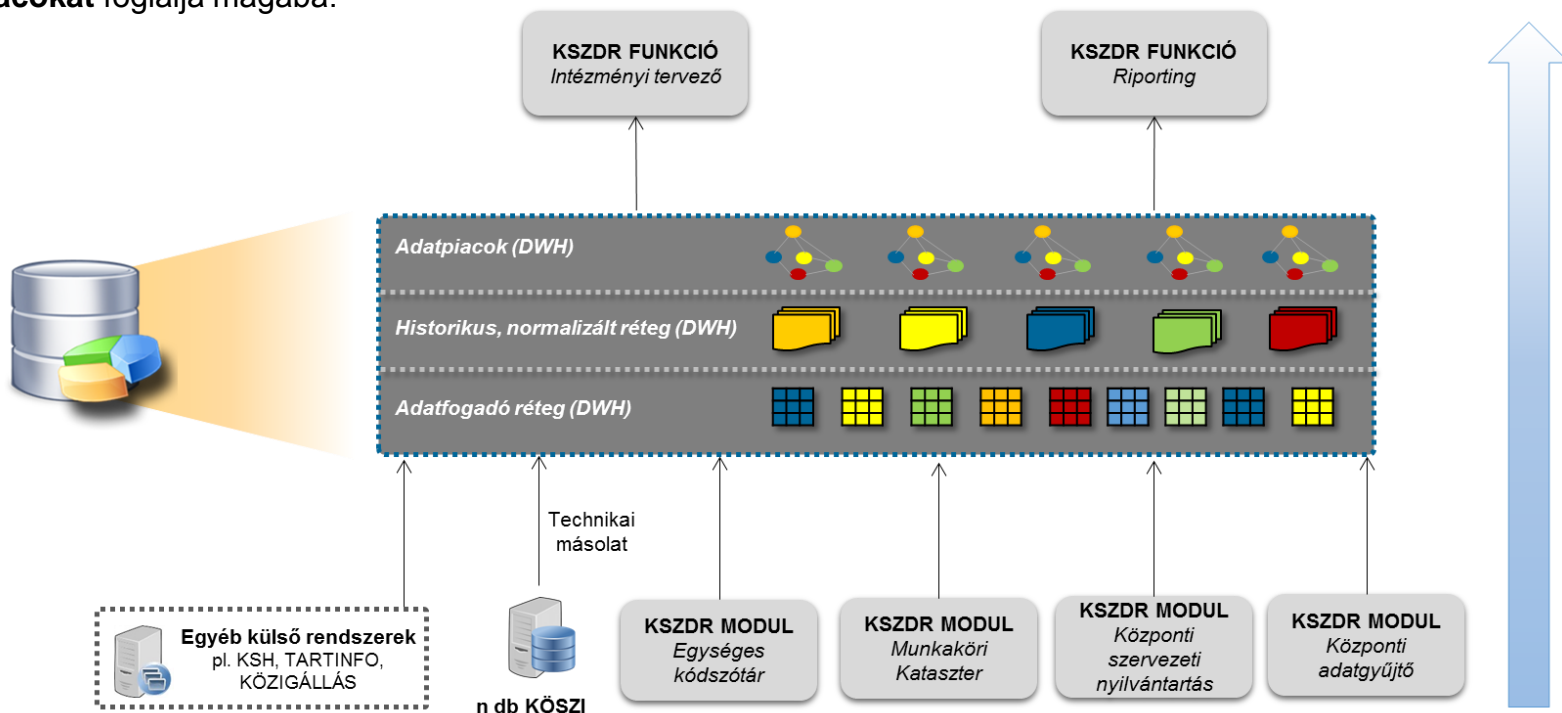 foglalja magába.
KSZDR FUNKCIÓ
Intézményi tervező
KSZDR FUNKCIÓ
Riporting
Adatpiacok (DWH)
Historikus, normalizált réteg (DWH)
Adatfogadó réteg (DWH)
Technikai
másolat
Egyéb külső rendszerek
pl. KSH, TARTINFO,
KÖZIGÁLLÁS
n db KÖSZI
KSZDR MODUL
Egységes
kódszótár
KSZDR MODUL
Munkaköri
Kataszter
KSZDR MODUL
Központi
szervezeti
nyilvántartás
KSZDR MODUL
Központi
adatgyűjtő